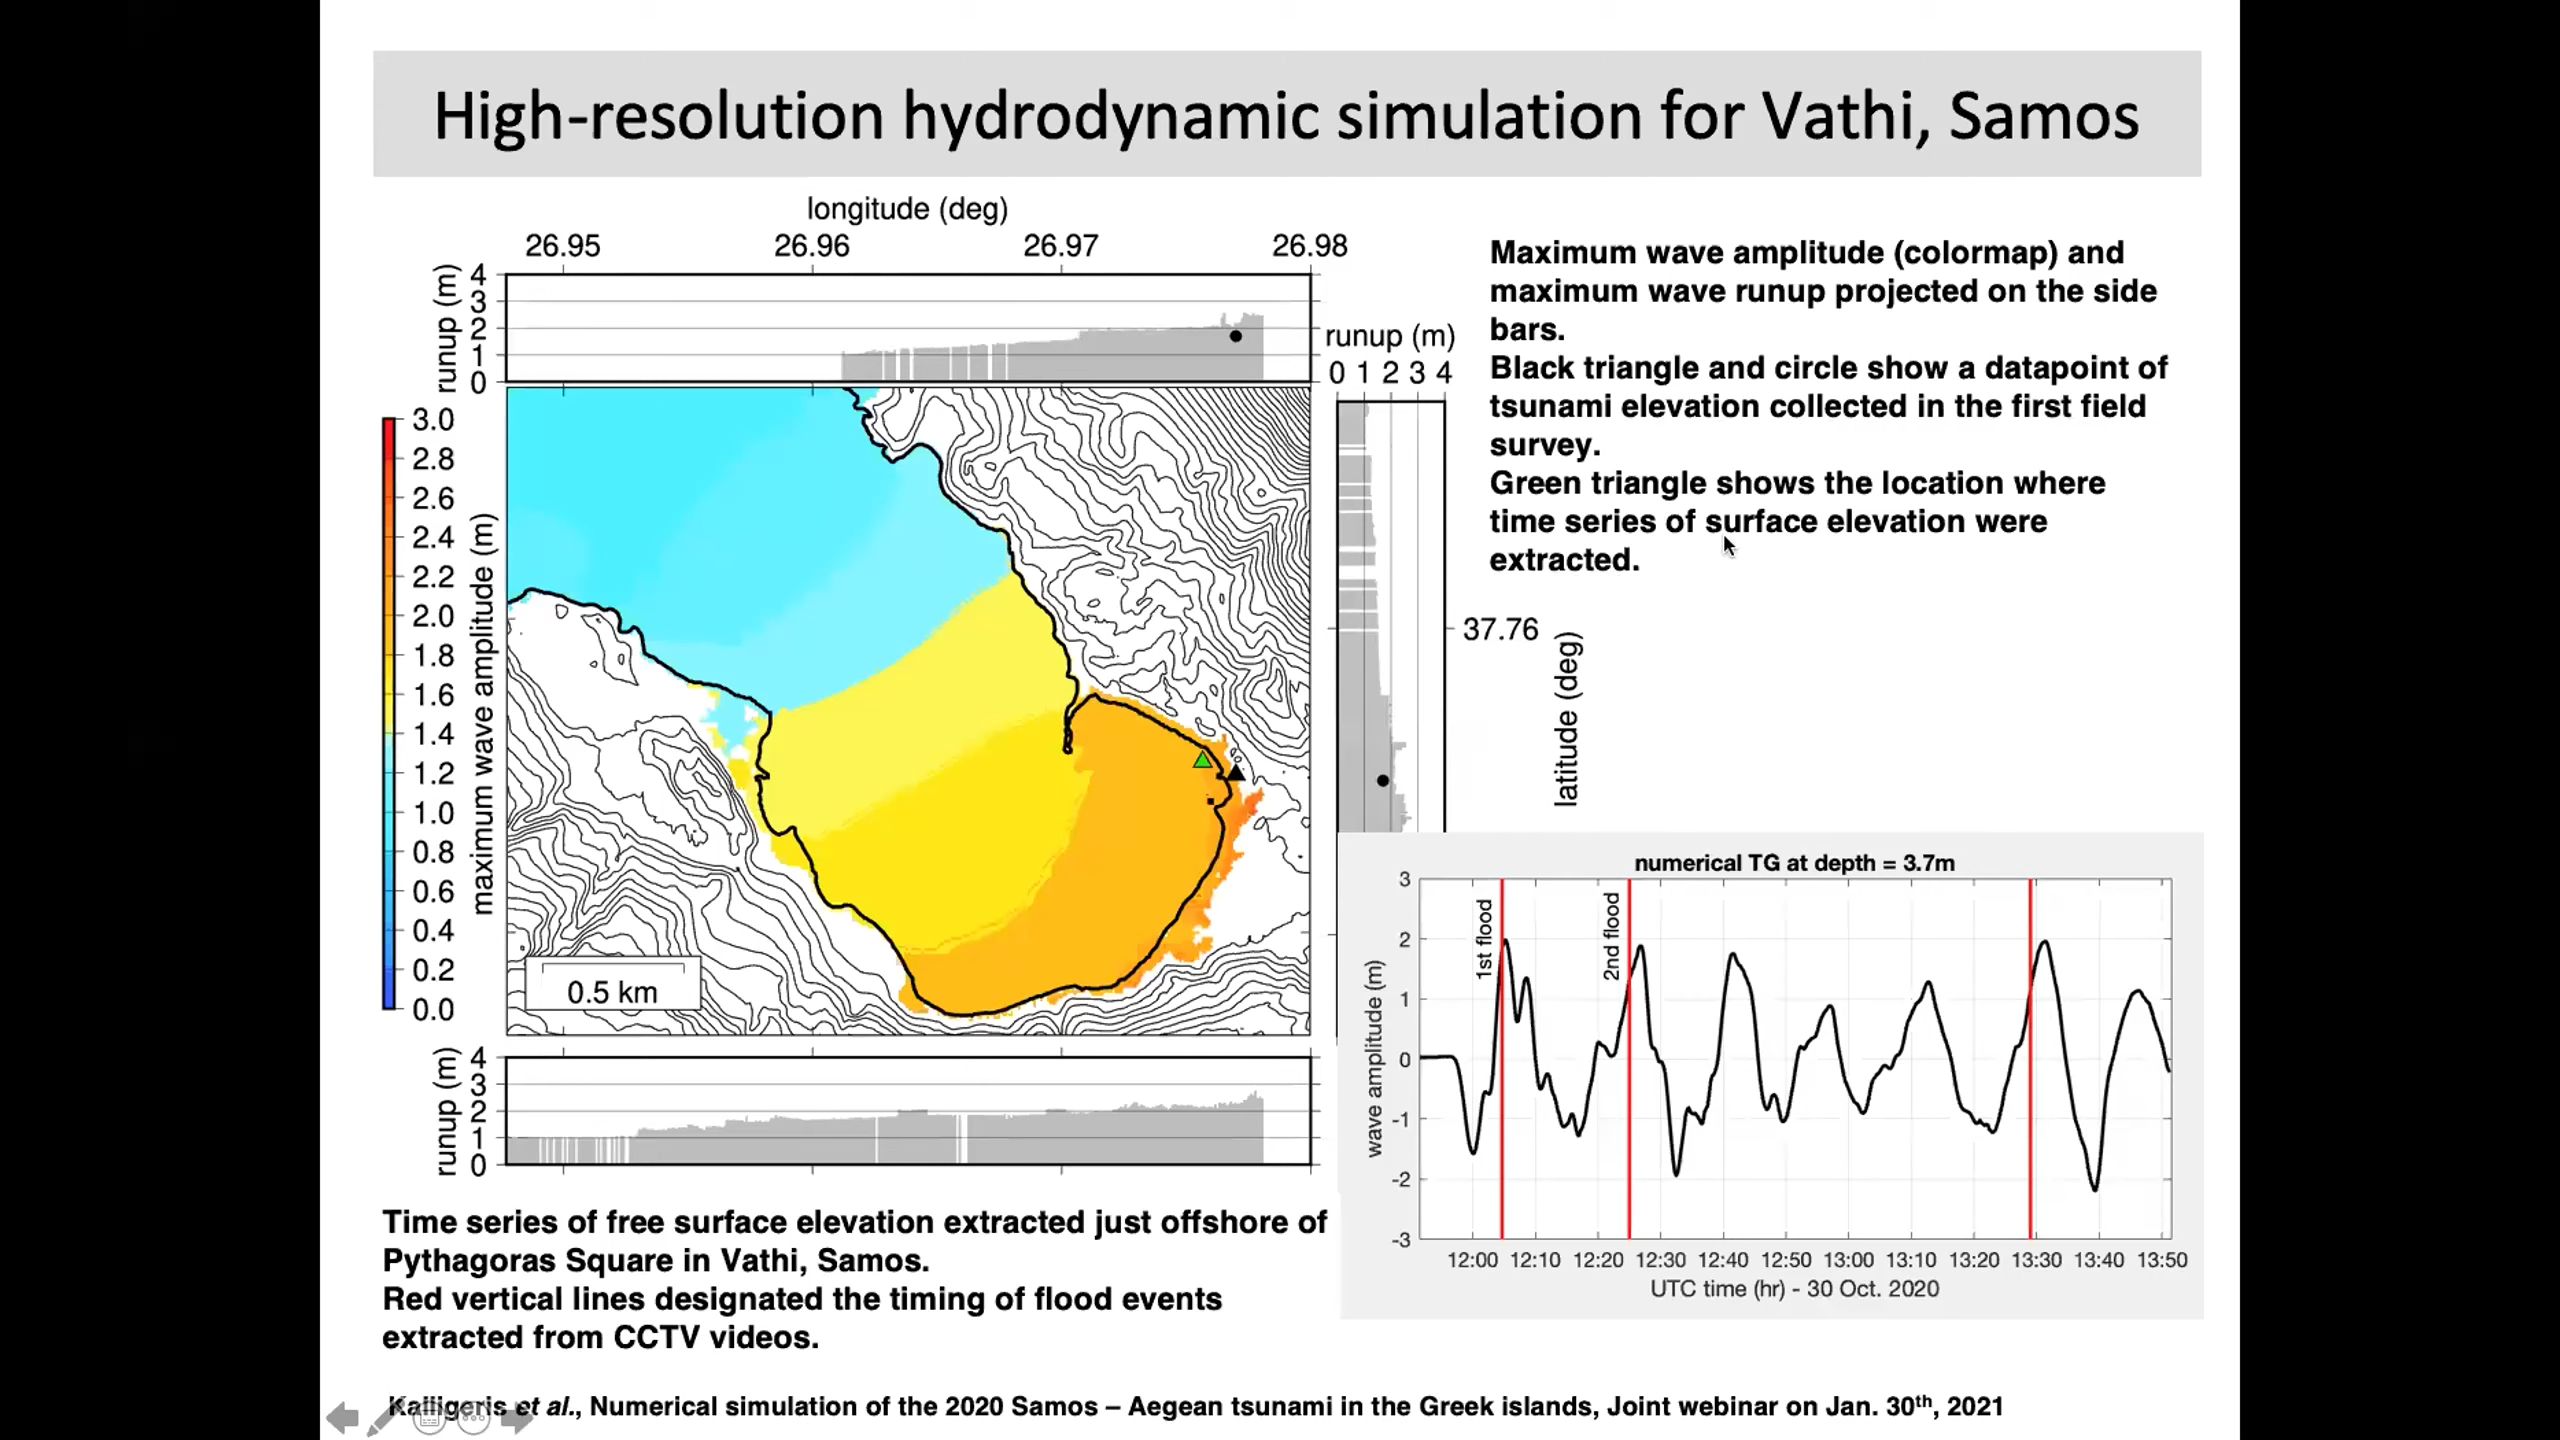 High-resolution hydrodynamic simulation for Vathi, Samos
longitude (deg)
26.95 26.96 26.97 26.98
runup (m)
4
3
2
1
0
runup (m)
0 1 2 3 4
Maximum wave amplitude (colormap) and
maximum wave runup projected on the side
bars.
Black triangle and circle show a datapoint of
tsunami elevation collected in the first field
survey.
Green triangle shows the location where
time series of surface elevation were
extracted.
3.0
2.8
2.6
2.4
2.2
2.0
1.8
1.6
1.4
1.2
1.0
0.8
0.6
0.4
0.2
0.0
maximum wave amplitude (m)
0.5 km
37.76
latitude (deg)
runup (m)
4
3
2
1
0
numerical TG at depth = 3.7m
1st flood
2nd flood
wave amplitude (m)
3
2
1
0
-1
-2
-3
12:00 12:10 12:20 12:30 12:40 12:50 13:00 13:10 13:20 13:30 13:40 13:50
UTC time (hr) - 30 Oct. 2020
Time series of free surface elevation extracted just offshore of
Pythagoras Square in Vathi, Samos.
Red vertical lines designated the timing of flood events
extracted from CCTV videos.
Kalligeris et al., Numerical simulation of the 2020 Samos – Aegean tsunami in the Greek islands, Joint webinar on Jan. 30th, 2021